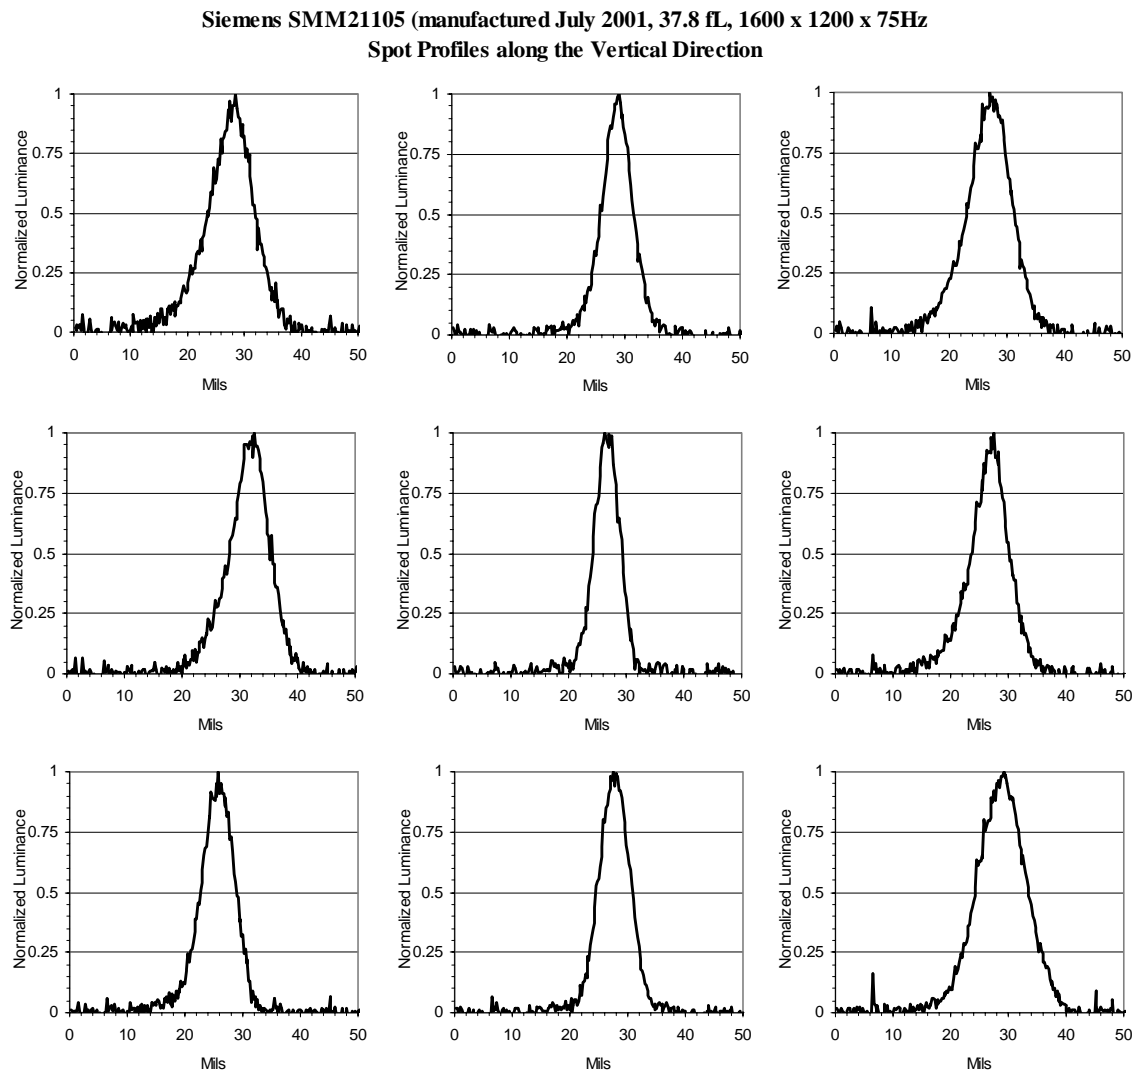 Siemens SMM21105 (manufactured July 2001, 37.8 fL, 1600 x 1200 x 75Hz
Spot Profiles along the Vertical Direction
Normalized Luminance
1
0.75
0.5
0.25
0
0 10 20 30 40 50
Mils
Normalized Luminance
1
0.75
0.5
0.25
0
0 10 20 30 40 50
Mils
Normalized Luminance
1
0.75
0.5
0.25
0
0 10 20 30 40 50
Mils
Normalized Luminance
1
0.75
0.5
0.25
0
0 10 20 30 40 50
Mils
Normalized Luminance
1
0.75
0.5
0.25
0
0 10 20 30 40 50
Mils
Normalized Luminance
1
0.75
0.5
0.25
0
0 10 20 30 40 50
Mils
Normalized Luminance
1
0.75
0.5
0.25
0
0 10 20 30 40 50
Mils
Normalized Luminance
1
0.75
0.5
0.25
0
0 10 20 30 40 50
Mils
Normalized Luminance
1
0.75
0.5
0.25
0
0 10 20 30 40 50
Mils